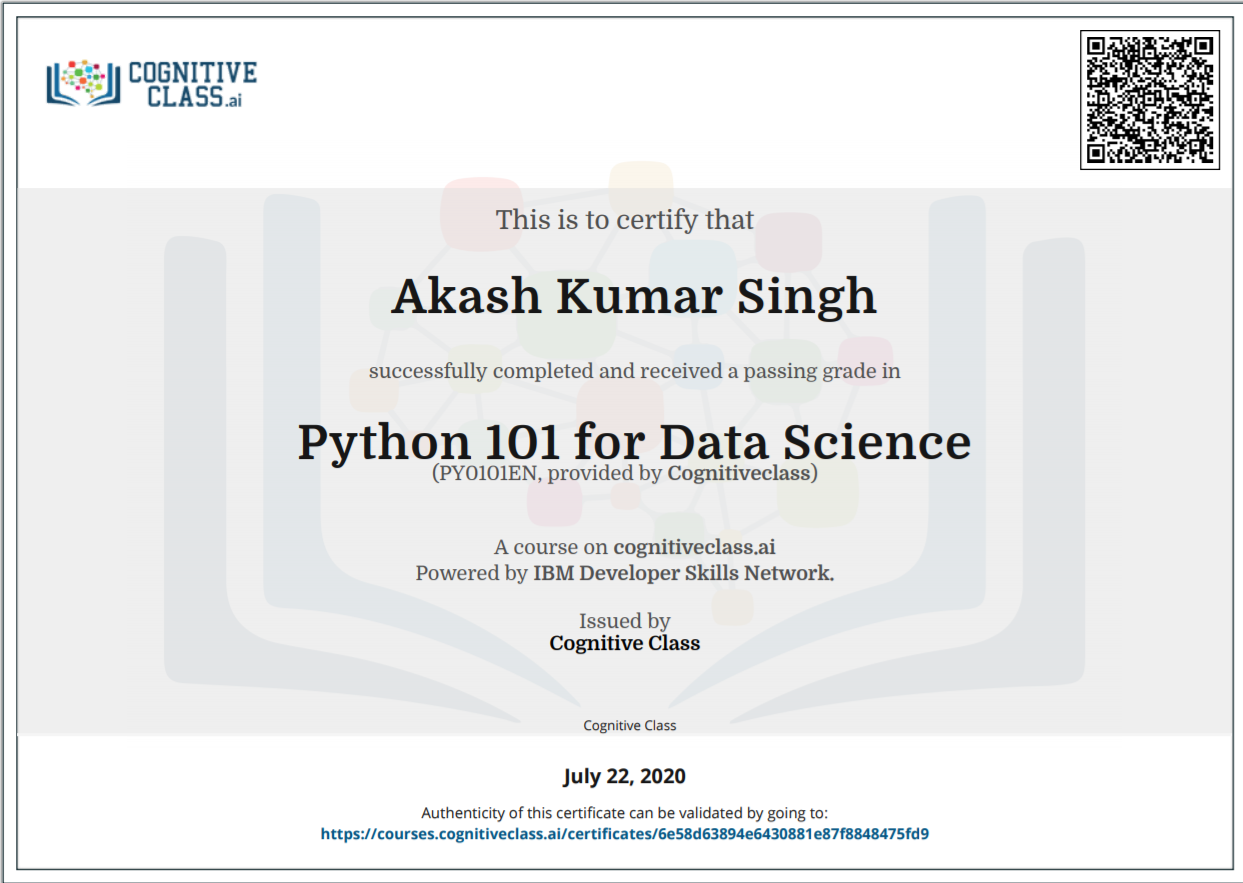 COGNITIVE
CLASS.ai
This is to certify that
Akash Kumar Singh
successfully completed and received a passing grade in
Python 101 for Data Science
(PY0101EN, provided by Cognitiveclass)
A course on cognitiveclass.ai
Powered by IBM Developer Skills Network.
Issued by
Cognitive Class
Cognitive Class
July 22, 2020
Authenticity of this certificate can be validated by going to:
https://courses.cognitiveclass.ai/certificates/6e58d63894e6430881e87f8848475fd9